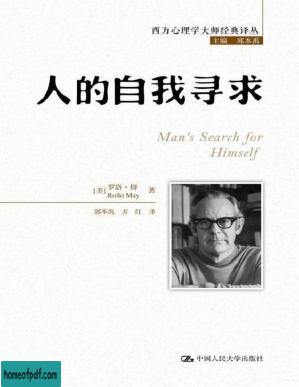 西方心理学大师经典译丛
主编 郭本禹
人的自我寻求
Man's Search for
Himself
[美] 罗洛·梅 著
Rollo May
郭本禹 方 红 译
homeofpdf.com
中国人民大学出版社